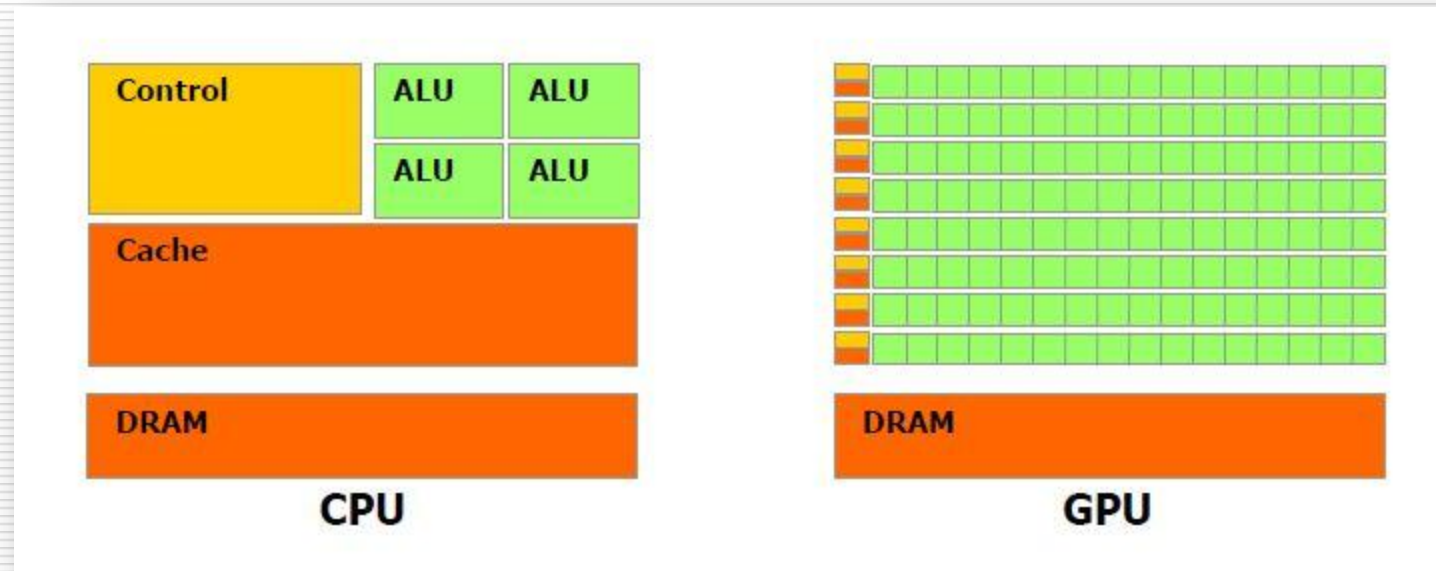 Control
ALU ALU
ALU ALU
Cache
DRAM
CPU
DRAM
GPU